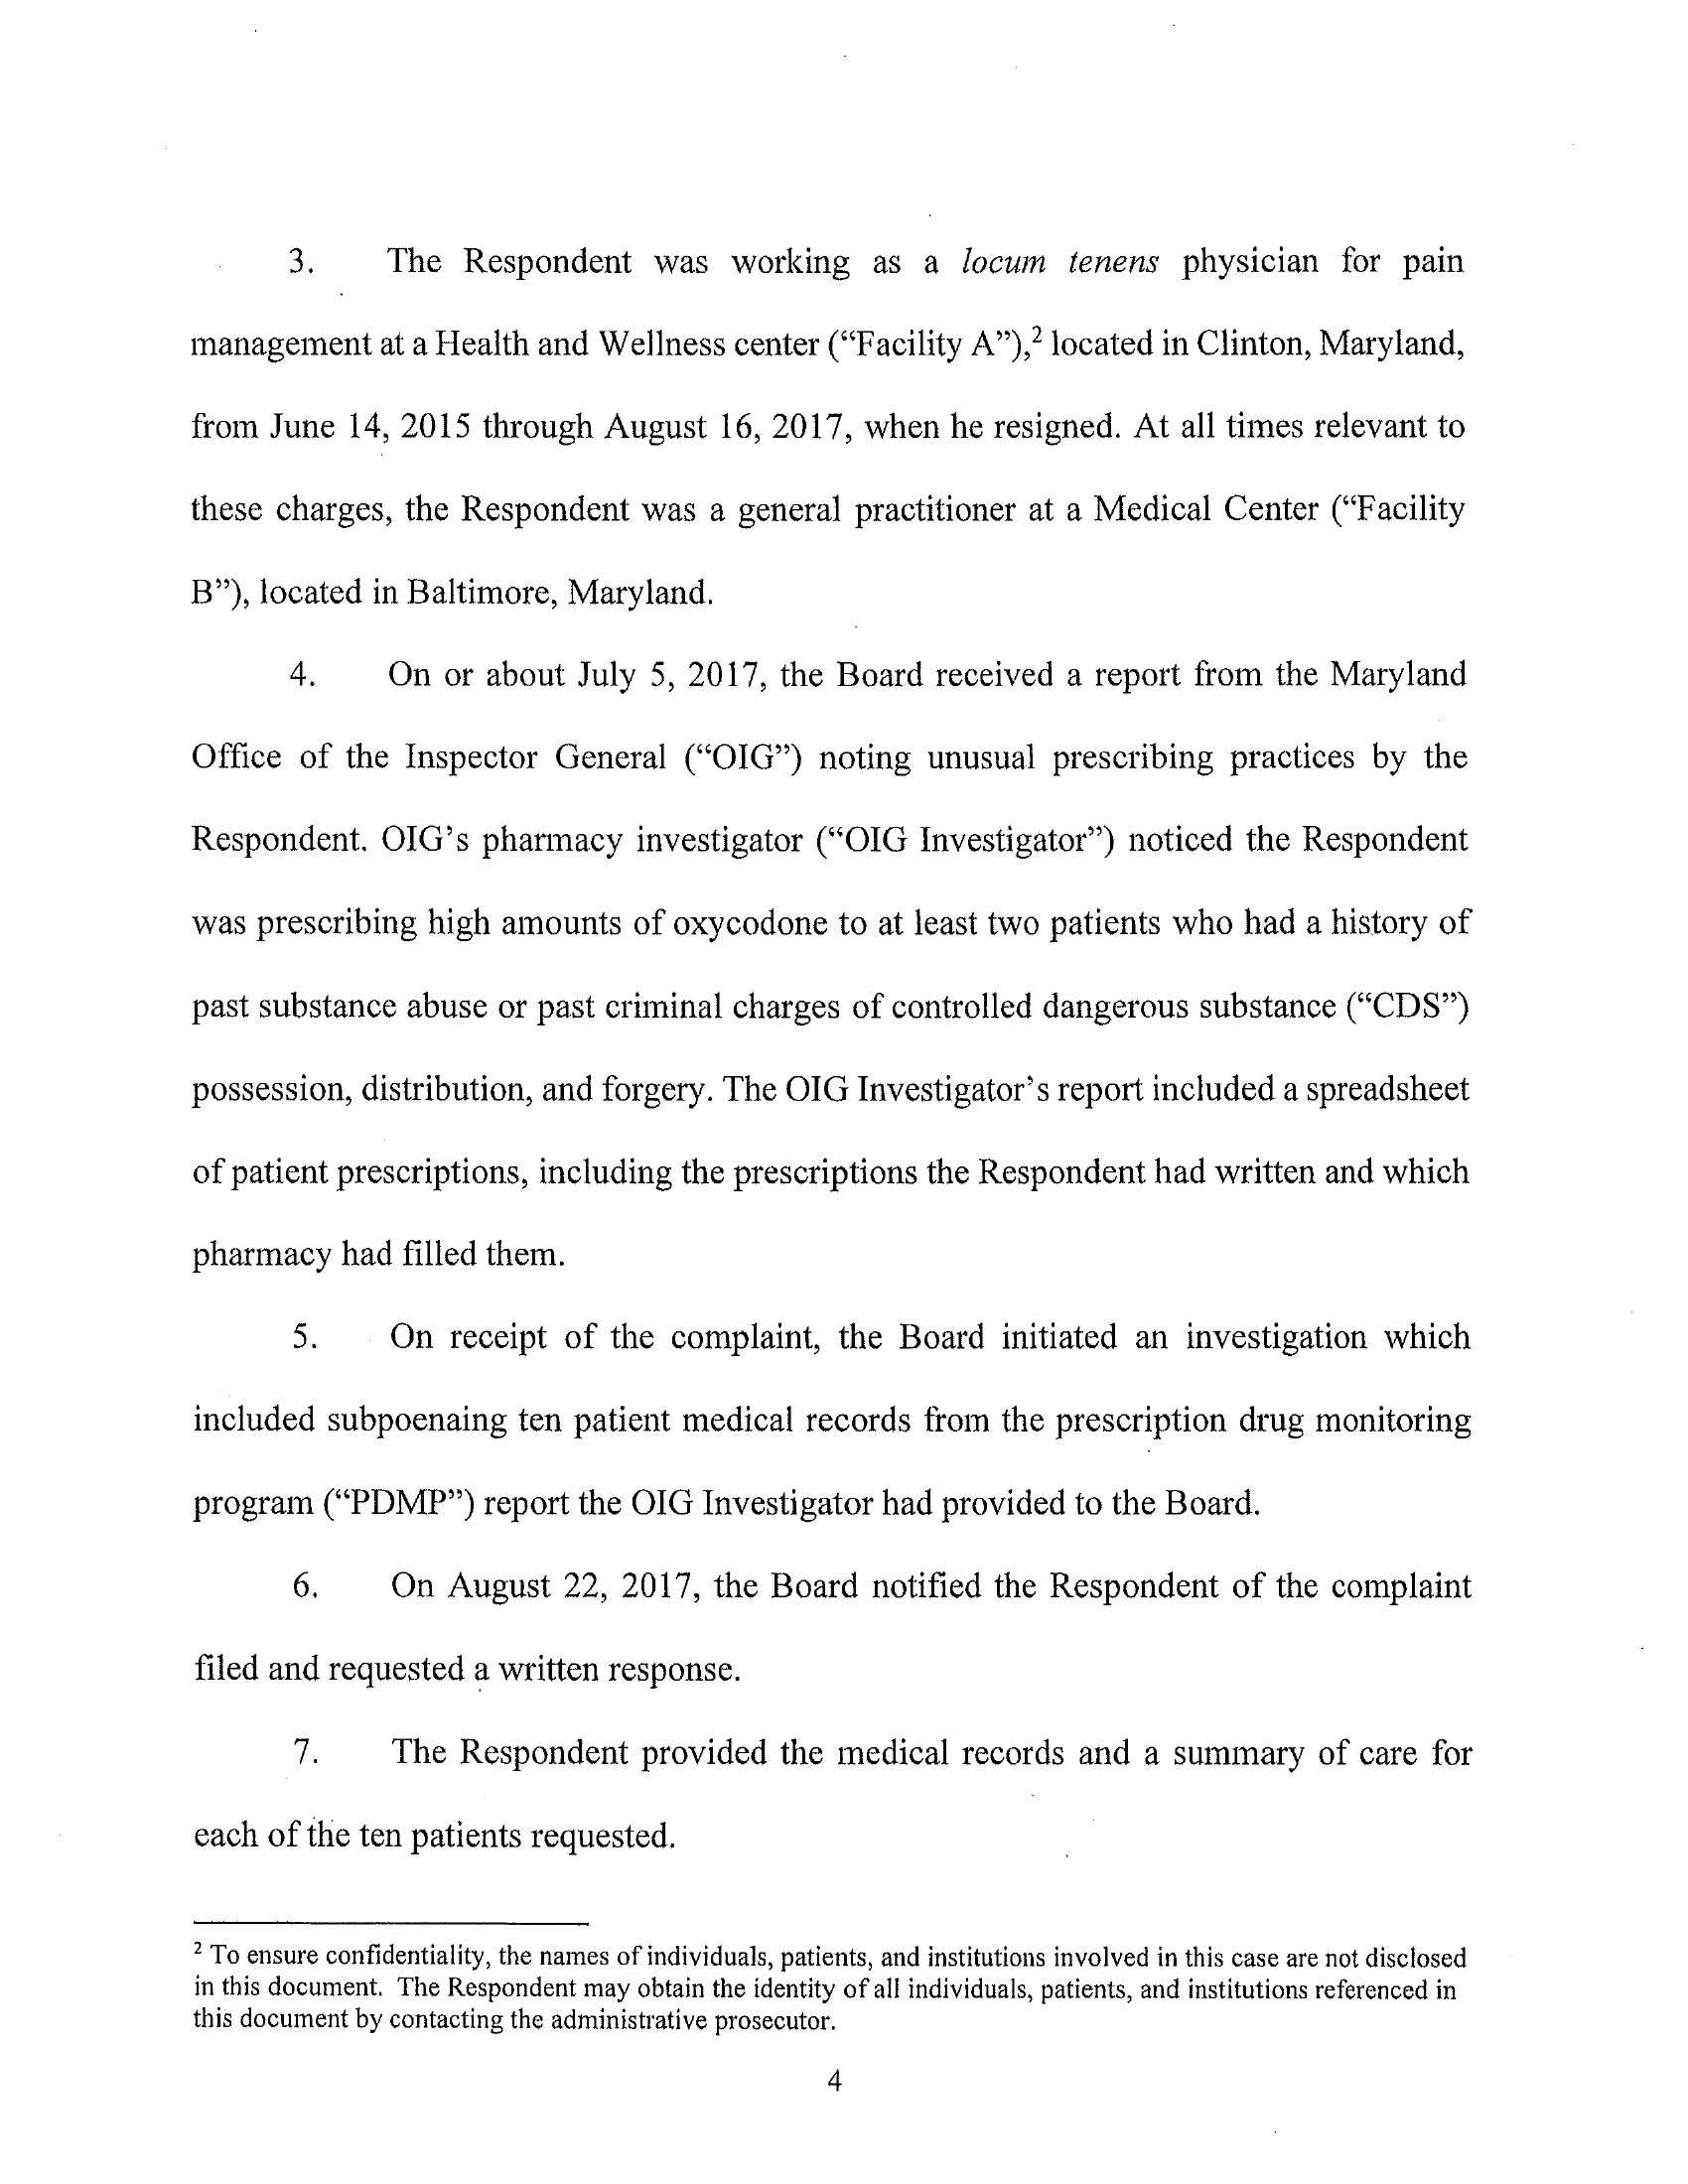 3. The Respondent was working as a locum tenens physician for pain
management at a Health and Wellness center (“Facility A”),² located in Clinton, Maryland,
from June 14, 2015 through August 16, 2017, when he resigned. At all times relevant to
these charges, the Respondent was a general practitioner at a Medical Center (“Facility
B”), located in Baltimore, Maryland.
4. On or about July 5, 2017, the Board received a report from the Maryland
Office of the Inspector General (“OIG”) noting unusual prescribing practices by the
Respondent. OIG’s pharmacy investigator (“OIG Investigator”) noticed the Respondent
was prescribing high amounts of oxycodone to at least two patients who had a history of
past substance abuse or past criminal charges of controlled dangerous substance (“CDS”)
possession, distribution, and forgery. The OIG Investigator’s report included a spreadsheet
of patient prescriptions, including the prescriptions the Respondent had written and which
pharmacy had filled them.
5. On receipt of the complaint, the Board initiated an investigation which
included subpoenaing ten patient medical records from the prescription drug monitoring
program (“PDMP”) report the OIG Investigator had provided to the Board.
6. On August 22, 2017, the Board notified the Respondent of the complaint
filed and requested a written response.
7. The Respondent provided the medical records and a summary of care for
each of the ten patients requested.
² To ensure confidentiality, the names of individuals, patients, and institutions involved in this case are not disclosed
in this document. The Respondent may obtain the identity of all individuals, patients, and institutions referenced in
this document by contacting the administrative prosecutor.
4